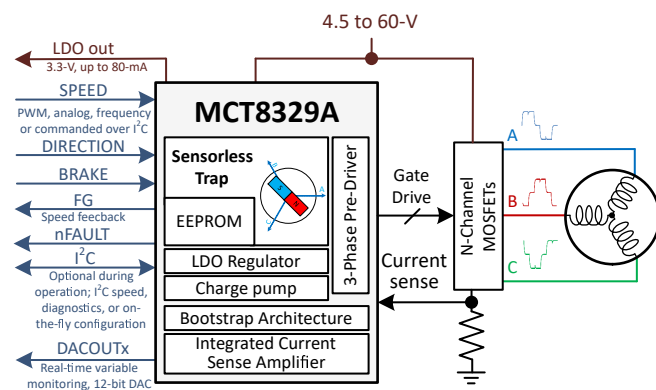 4.5 to 60-V
LDO out
3.3-V, up to 80-mA
SPEED
PWM, analog, frequency
or commanded over I²C
DIRECTION
BRAKE
FG
Speed feecback
nFAULT
I²C
Optional during
operation; I²C speed,
diagnostics, or on-
the-fly configuration
DACOUTx
Real-time variable
monitoring, 12-bit DAC
MCT8329A
Sensorless
Trap
EEPROM
A
B
C
S
N
3-Phase Pre-Driver
LDO Regulator
Charge pump
Bootstrap Architecture
Integrated Current
Sense Amplifier
Gate
Drive
Current
sense
N-Channel
MOSFETs
A
B
C